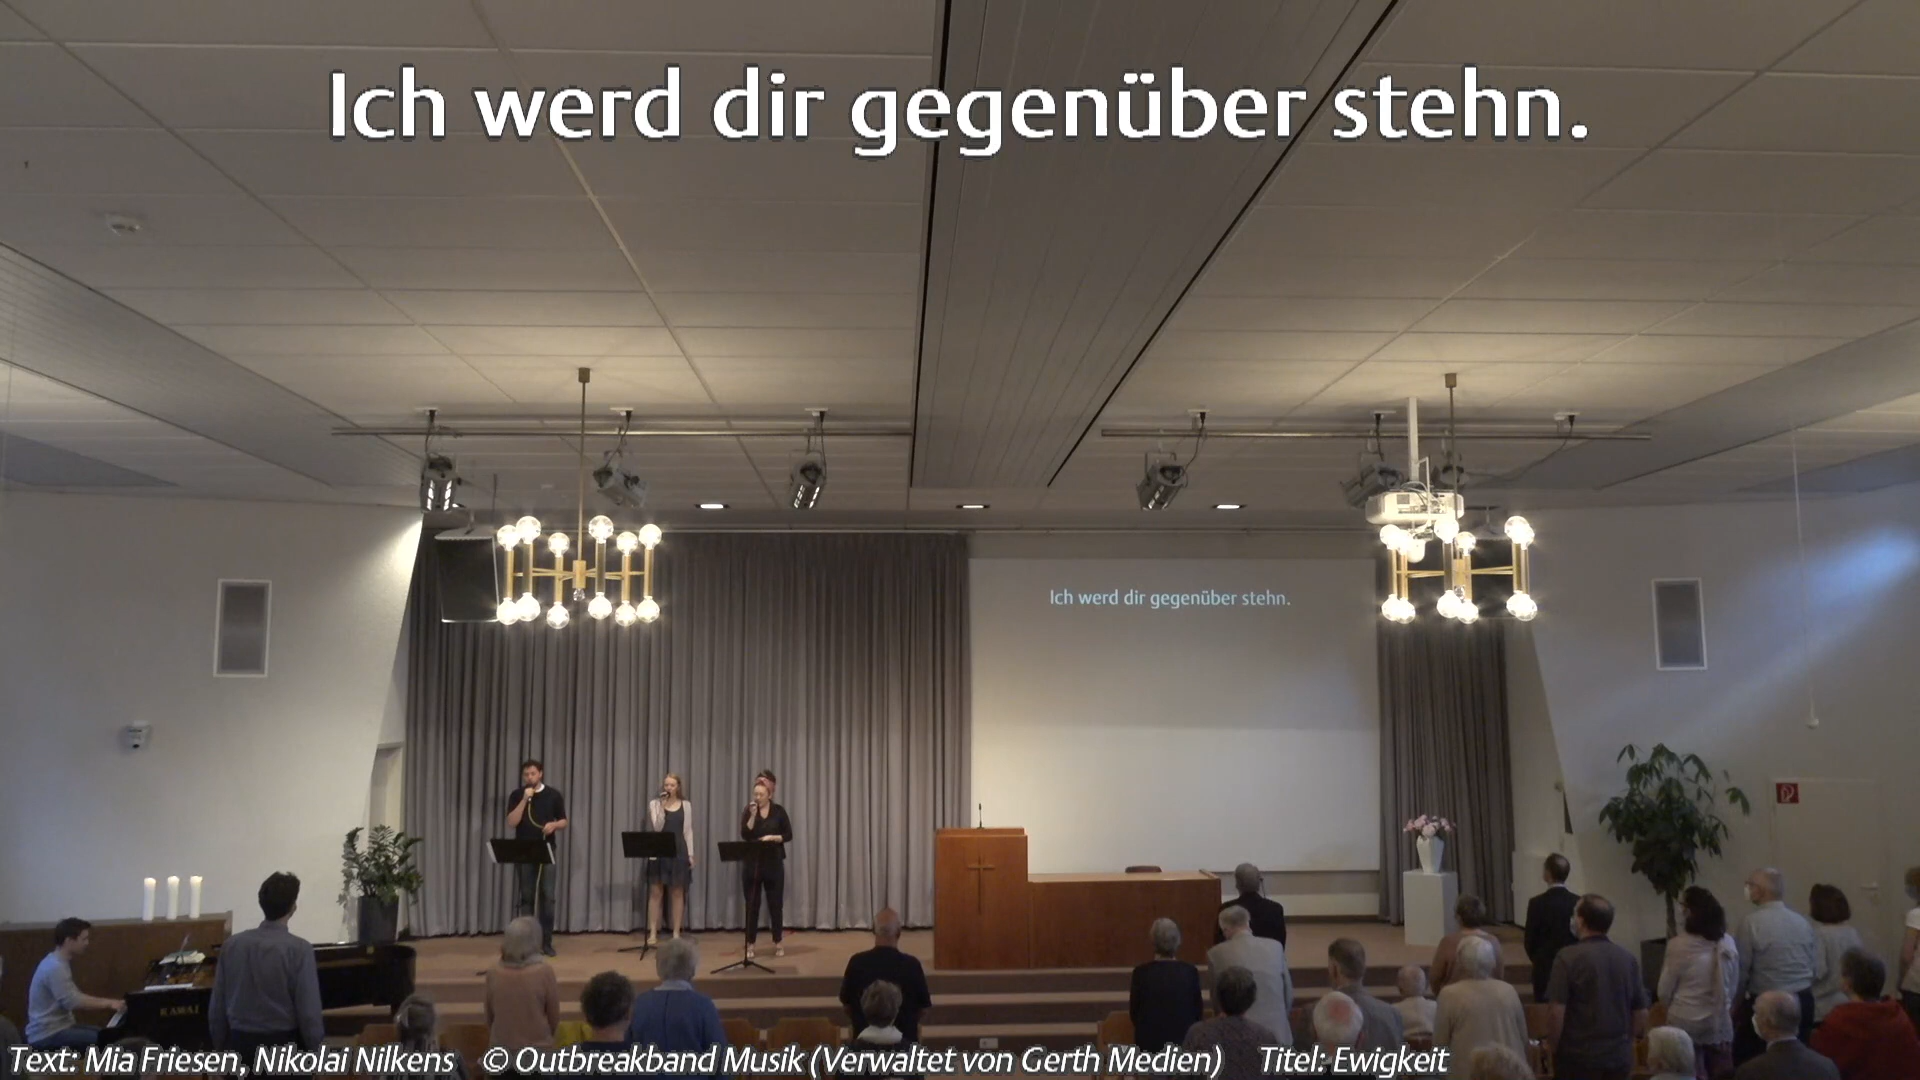 Ich werd dir gegenüber stehn.
Ich werd dir gegenüber stehn.
KAWAI
Text: Mia Friesen, Nikolai Nilkens © Outbreakband Musik (Verwaltet von Gerth Medien) Titel: Ewigkeit